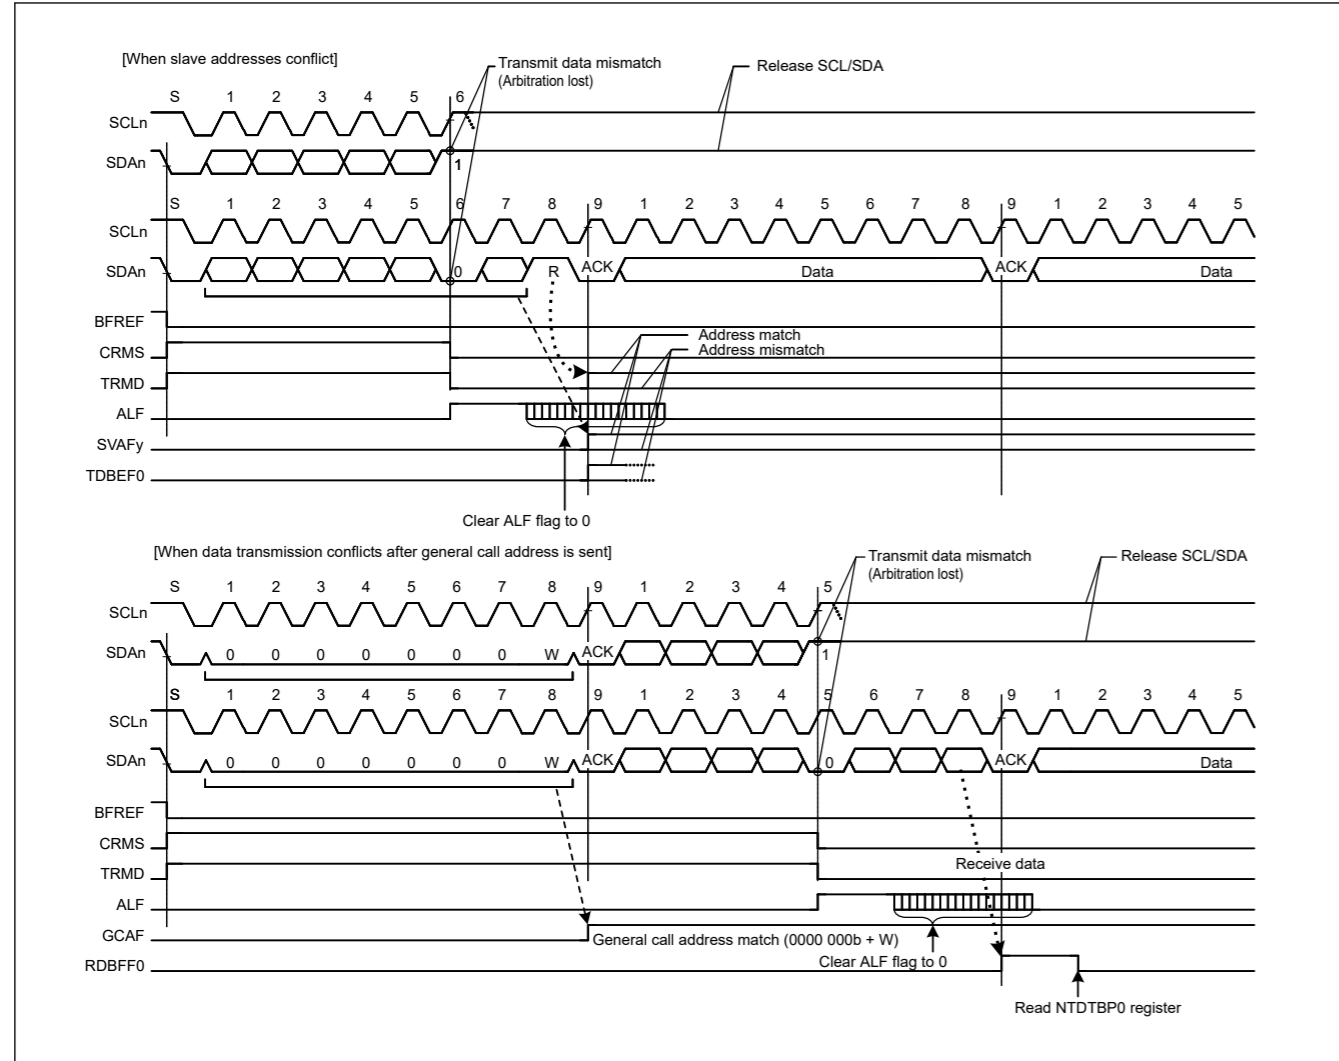 [When slave addresses conflict]
Transmit data mismatch
(Arbitration lost)
Release SCL/SDA
S 1 2 3 4 5 6
SCLn
SDAn
1
S 1 2 3 4 5 6 7 8 9 1 2 3 4 5 6 7 8 9 1 2 3 4 5
SCLn
SDAn 0 R ACK Data ACK Data
BFREF
Address match
CRMS
Address mismatch
TRMD
ALF
SVAFy
TDBEF0
Clear ALF flag to 0
[When data transmission conflicts after general call address is sent]
Transmit data mismatch
(Arbitration lost)
Release SCL/SDA
S 1 2 3 4 5 6 7 8 9 1 2 3 4 5
SCLn
SDAn 0 0 0 0 0 0 0 W ACK 1
S 1 2 3 4 5 6 7 8 9 1 2 3 4 5 6 7 8 9 1 2 3 4 5
SCLn
SDAn 0 0 0 0 0 0 0 W ACK 0 ACK Data
BFREF
CRMS
Receive data
TRMD
ALF
GCAF
General call address match (0000 000b + W)
Clear ALF flag to 0
RDBFF0
Read NTDTBP0 register